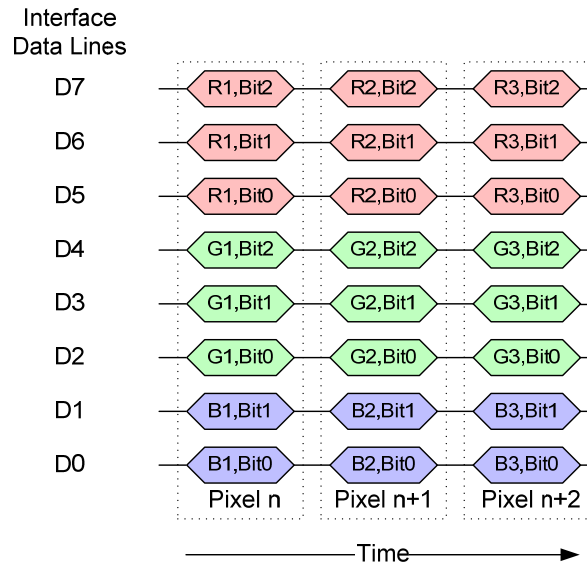 Interface
Data Lines
D7 R1,Bit2 R2,Bit2 R3,Bit2
D6 R1,Bit1 R2,Bit1 R3,Bit1
D5 R1,Bit0 R2,Bit0 R3,Bit0
D4 G1,Bit2 G2,Bit2 G3,Bit2
D3 G1,Bit1 G2,Bit1 G3,Bit1
D2 G1,Bit0 G2,Bit0 G3,Bit0
D1 B1,Bit1 B2,Bit1 B3,Bit1
D0 B1,Bit0 B2,Bit0 B3,Bit0
Pixel n Pixel n+1 Pixel n+2
Time